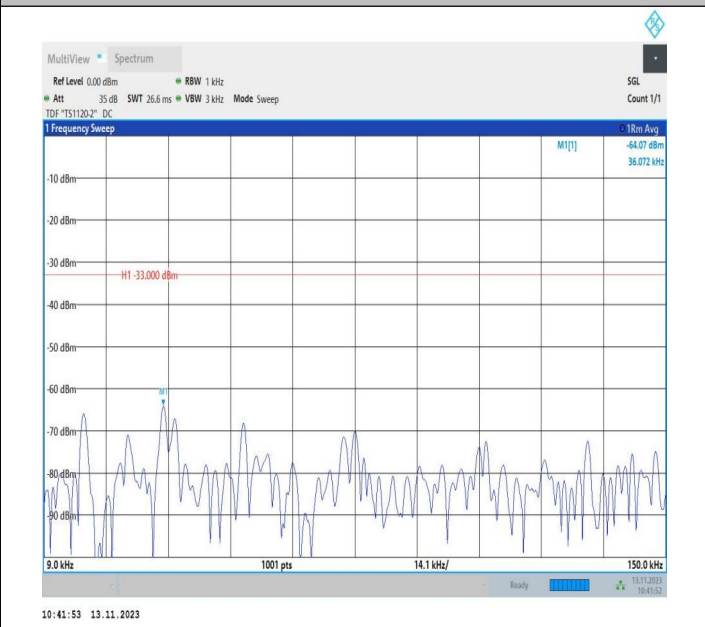 R S
MultiView Spectrum
Ref Level 0.00 dBm RBW 1 kHz SGL
Att 35 dB SWT 26.6 ms VBW 3 kHz Mode Sweep Count 1/1
TDF "TS1120-2" DC
1 Frequency Sweep 1Rm Avg
M1[1] -64.07 dBm
36.072 kHz
-10 dBm
-20 dBm
-30 dBm
H1 -33.000 dBm
-40 dBm
-50 dBm
-60 dBm
M1
-70 dBm
-80 dBm
-90 dBm
9.0 kHz 1001 pts 14.1 kHz/ 150.0 kHz
Ready 13.11.2023
10:41:52
10:41:53 13.11.2023